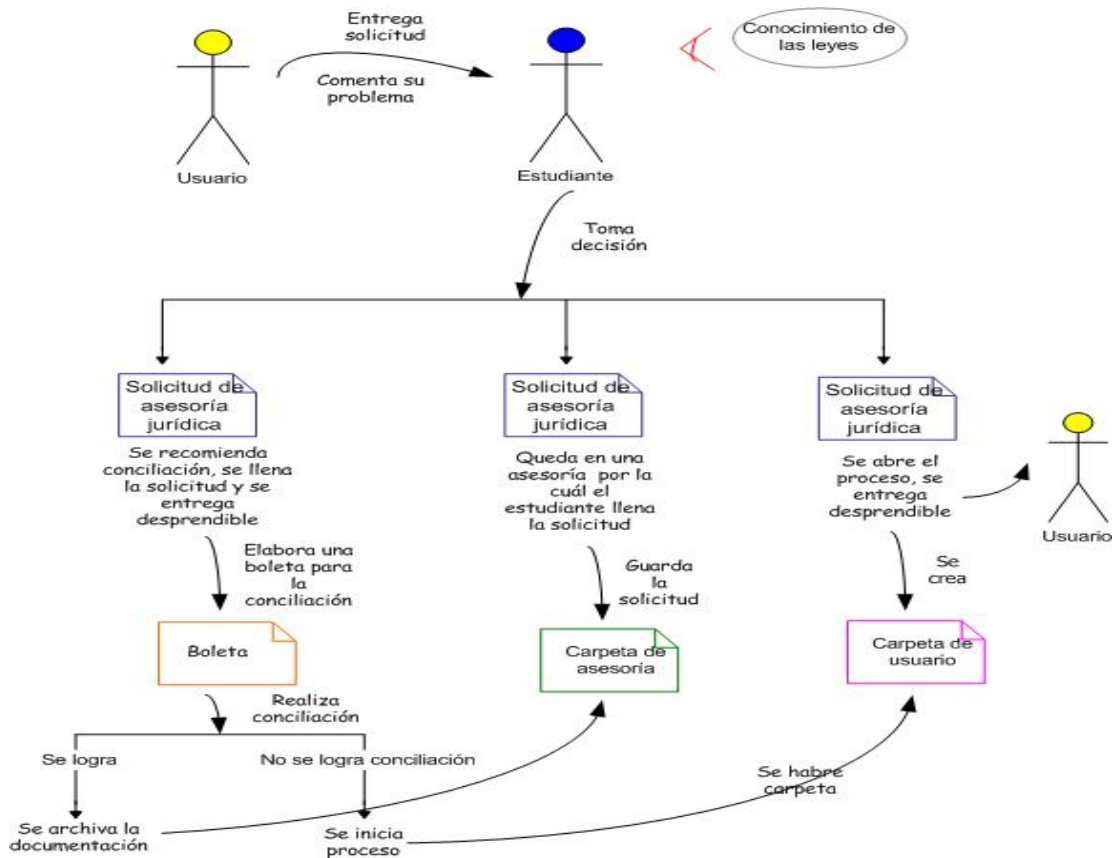 Entrega
solicitud
Comenta su
problema
Usuario
Estudiante
Conocimiento de
las leyes
Toma
decisión
Solicitud de
asesoría
jurídica
Se recomienda
conciliación, se llena
la solicitud y se
entrega
desprendible
Elabora una
boleta para
la
conciliación
Boleta
Realiza
conciliación
Se logra
No se logra conciliación
Se archiva la
documentación
Se inicia
proceso
Solicitud de
asesoría
jurídica
Queda en una
asesoría por la
cuál el
estudiante llena
la solicitud
Guarda
la
solicitud
Carpeta de
asesoria
Solicitud de
asesoría
jurídica
Se abre el
proceso, se
entrega
desprendible
Usuario
Se
crea
Carpeta de
usuario
Se habre
carpeta